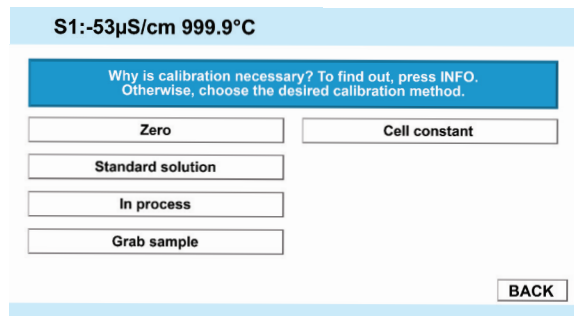 S1:-53µS/cm 999.9°C
Why is calibration necessary? To find out, press INFO.
Otherwise, choose the desired calibration method.
Zero
Cell constant
Standard solution
In process
Grab sample
BACK